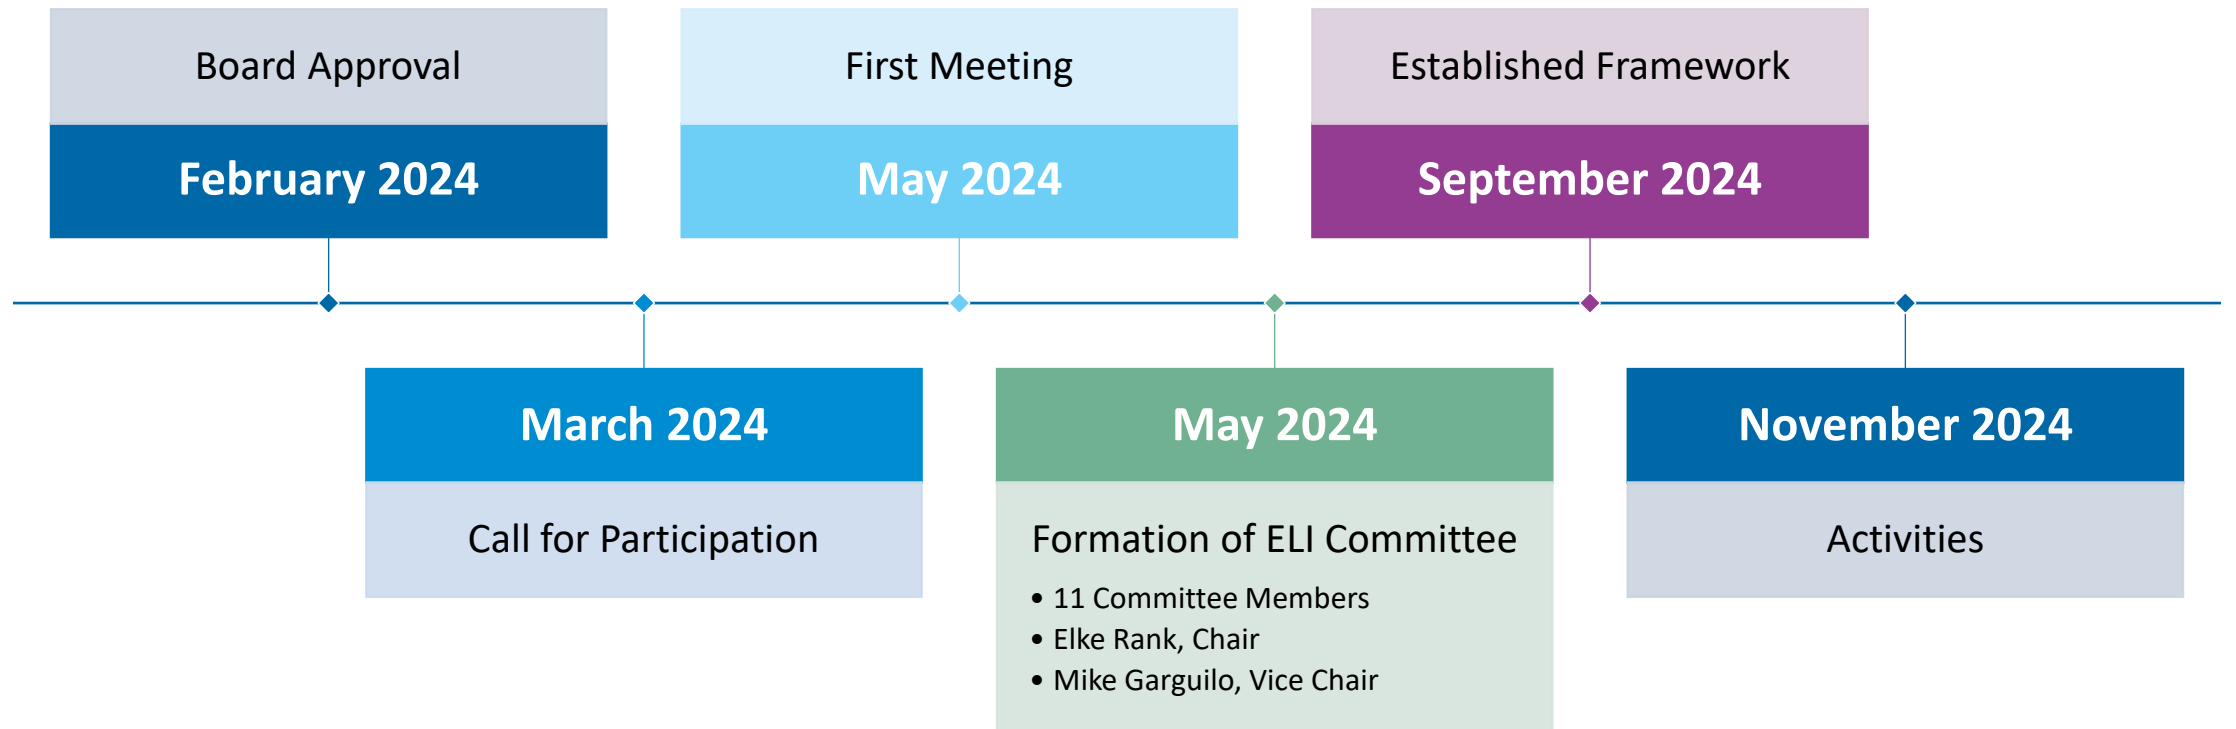 Board Approval
February 2024
March 2024
Call for Participation
First Meeting
May 2024
May 2024
Formation of ELI Committee
• 11 Committee Members
• Elke Rank, Chair
• Mike Garguilo, Vice Chair
Established Framework
September 2024
November 2024
Activities